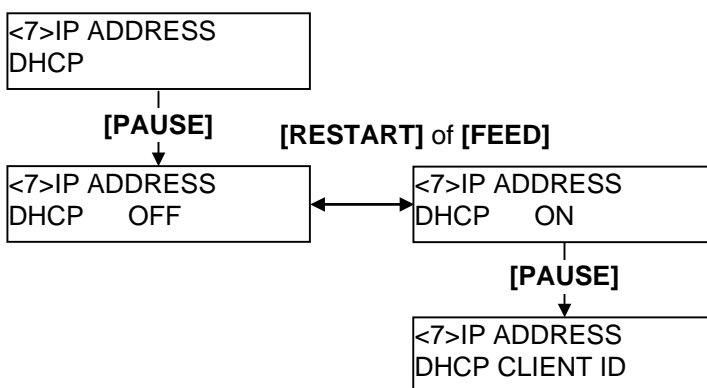 <7>IP ADDRESS
DHCP
[PAUSE]
[RESTART] of [FEED]
<7>IP ADDRESS
DHCP OFF
<7>IP ADDRESS
DHCP ON
[PAUSE]
<7>IP ADDRESS
DHCP CLIENT ID